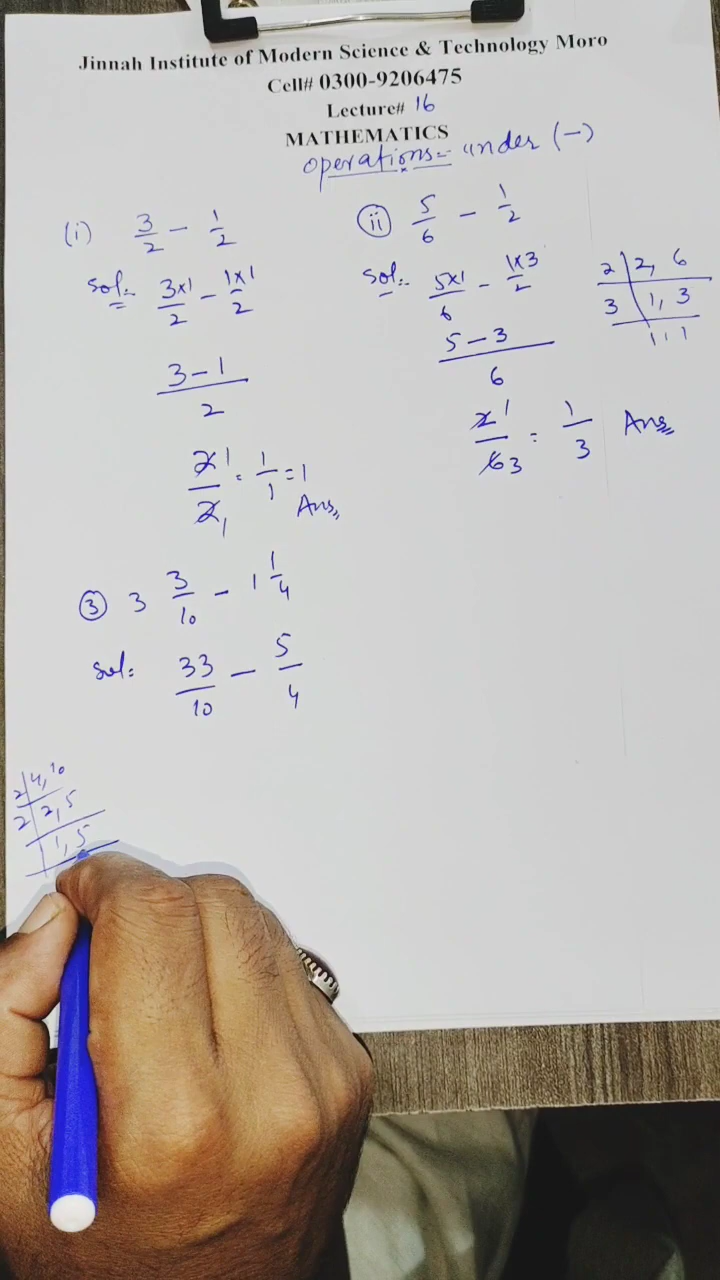 Jinnah Institute of Modern Science & Technology Moro
Cell# 0300-9206475
Lecture# 16
MATHEMATICS
operations:- under (-)
(i) 3/2 - 1/2
Sol:- 3x1/2 - 1x1/2
3-1/2
2 1/2 1 = 1/1 = 1
Ans,,
(ii) 5/6 - 1/2
Sol:- 5x1/6 - 1x3/2
5-3/6
2 1/6 3 = 1/3 Ans
2 | 2, 6
3 | 1, 3
1, 1
(3) 3 3/10 - 1 1/4
Sol= 33/10 - 5/4
2 | 4, 10
2 | 2, 5
| 1, 5